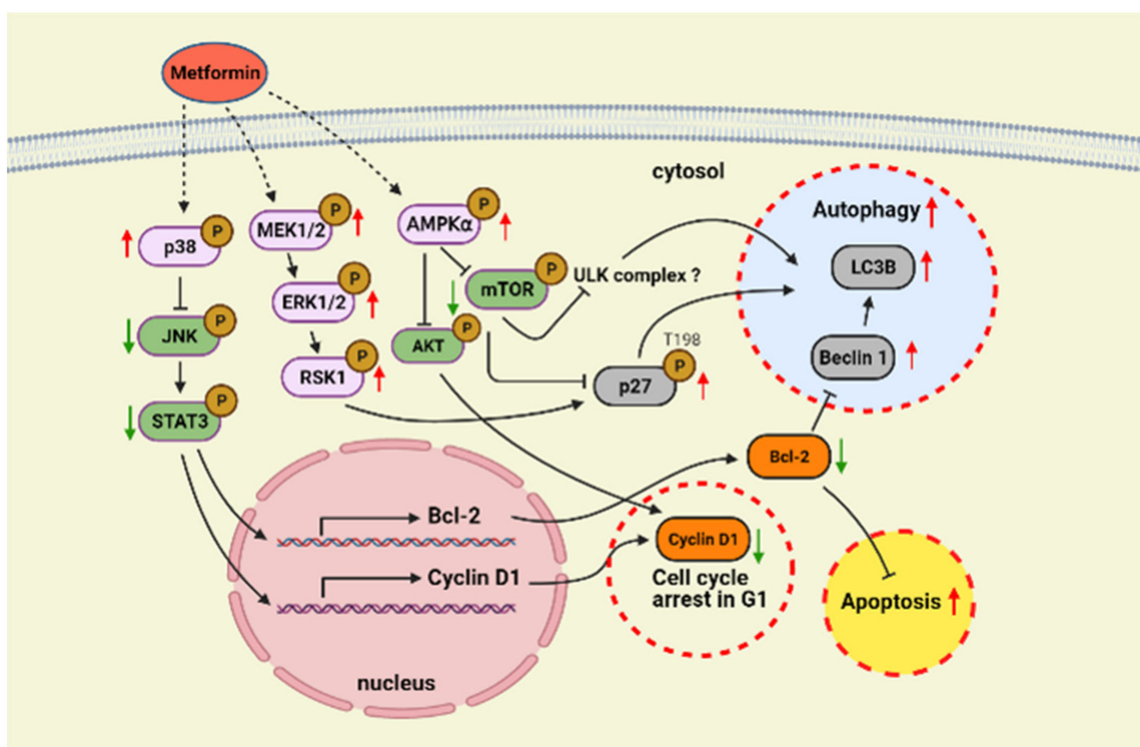 Metformin
cytosol
P
p38
P
MEK1/2
P
AMPKα
P
mTOR
ULK complex ?
Autophagy
LC3B
P
JNK
P
ERK1/2
P
AKT
T198
P
p27
Beclin 1
P
RSK1
P
STAT3
Bcl-2
Bcl-2
Cyclin D1
Cyclin D1
Cell cycle
arrest in G1
Apoptosis
nucleus